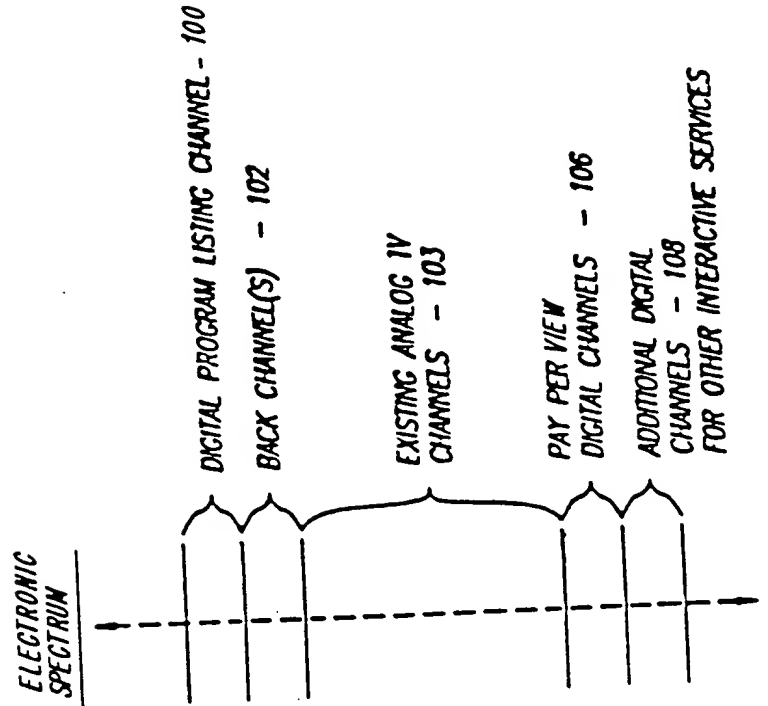 ELECTRONIC
SPECTRUM
DIGITAL PROGRAM LISTING CHANNEL - 100
BACK CHANNEL(S) - 102
EXISTING ANALOG TV
CHANNELS - 103
PAY PER VIEW
DIGITAL CHANNELS - 106
ADDITIONAL DIGITAL
CHANNELS - 108
FOR OTHER INTERACTIVE SERVICES